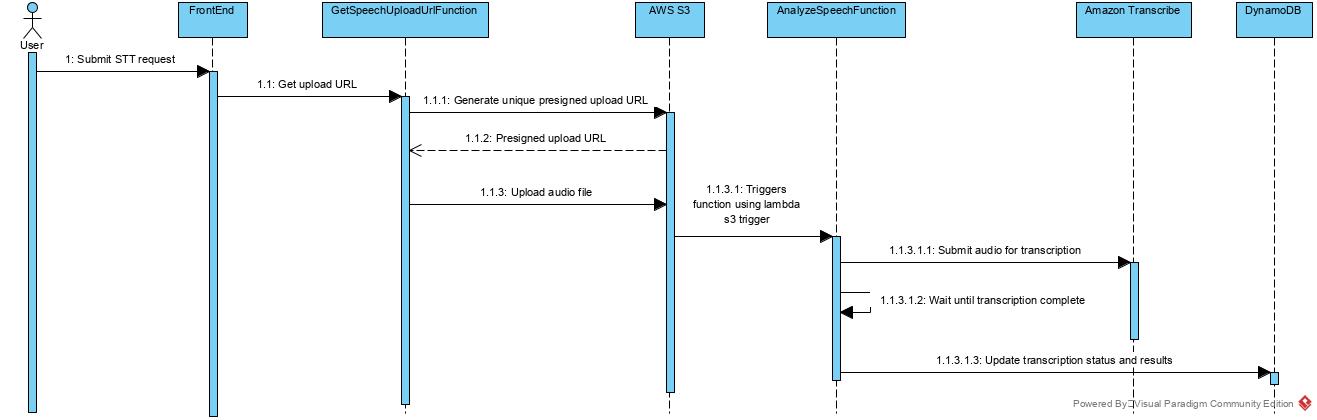 FrontEnd
GetSpeechUploadUrlFunction
AWS S3
AnalyzeSpeechFunction
Amazon Transcribe
DynamoDB
User
1: Submit STT request
1.1: Get upload URL
1.1.1: Generate unique presigned upload URL
1.1.2: Presigned upload URL
1.1.3: Upload audio file
1.1.3.1: Triggers
function using lambda
s3 trigger
1.1.3.1.1: Submit audio for transcription
1.1.3.1.2: Wait until transcription complete
1.1.3.1.3: Update transcription status and results
Powered By Visual Paradigm Community Edition